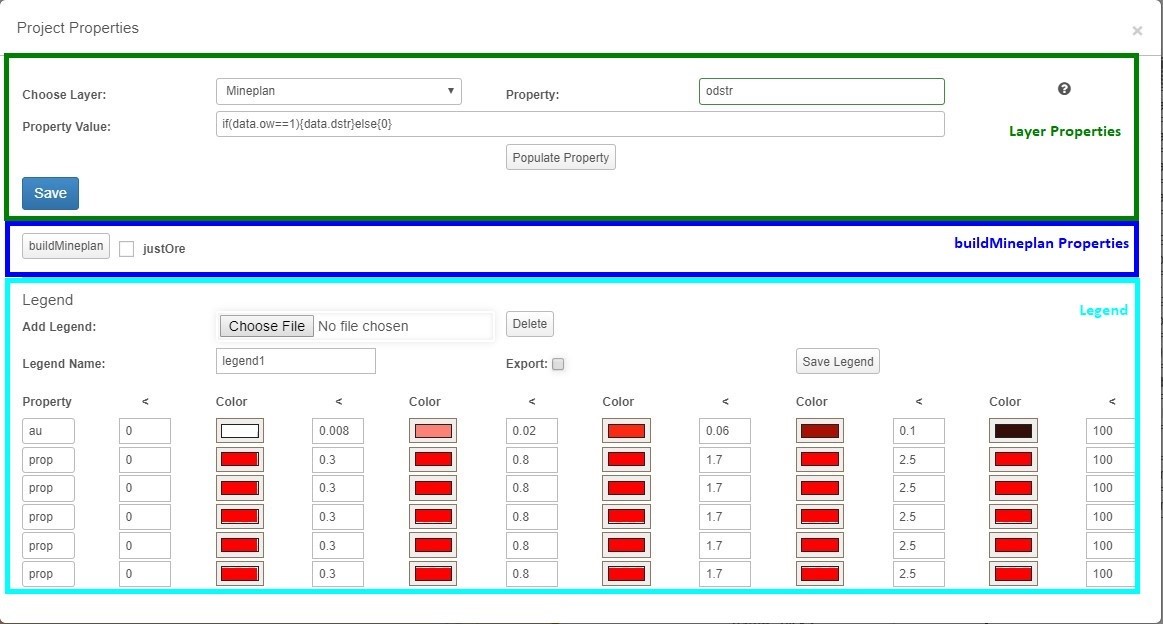 Project Properties ×
Choose Layer: Mineplan Property: odstr
Property Value: if(data.ow==1){data.dstr}else{0}
Layer Properties
Populate Property
Save
buildMineplan justOre buildMineplan Properties
Legend
Legend
Add Legend: Choose File No file chosen Delete
Legend Name: legend1 Export: Save Legend
Property < Color < Color < Color < Color < Color <
au 0 0.008 0.02 0.06 0.1 100
prop 0 0.3 0.8 1.7 2.5 100
prop 0 0.3 0.8 1.7 2.5 100
prop 0 0.3 0.8 1.7 2.5 100
prop 0 0.3 0.8 1.7 2.5 100
prop 0 0.3 0.8 1.7 2.5 100